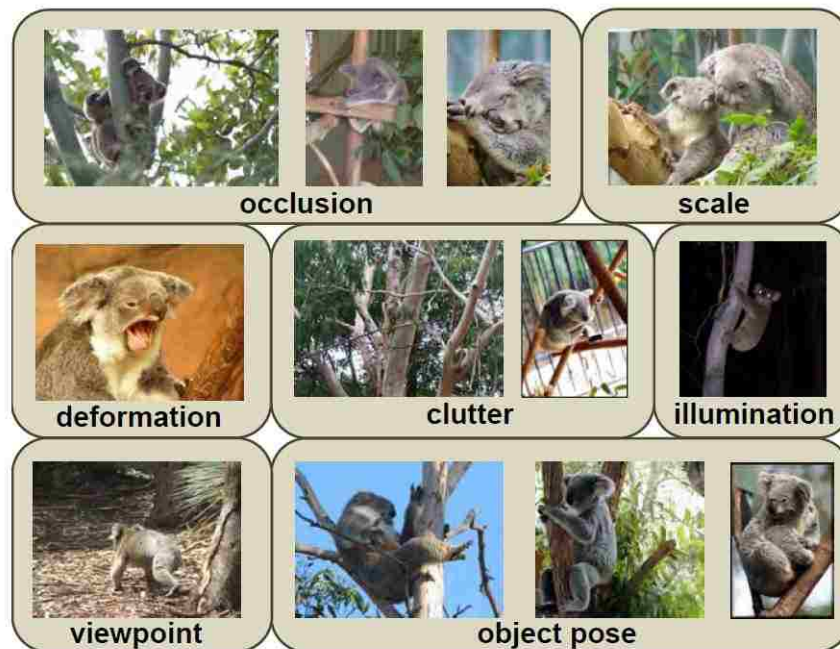 occlusion
scale
deformation
clutter
illumination
viewpoint
object pose